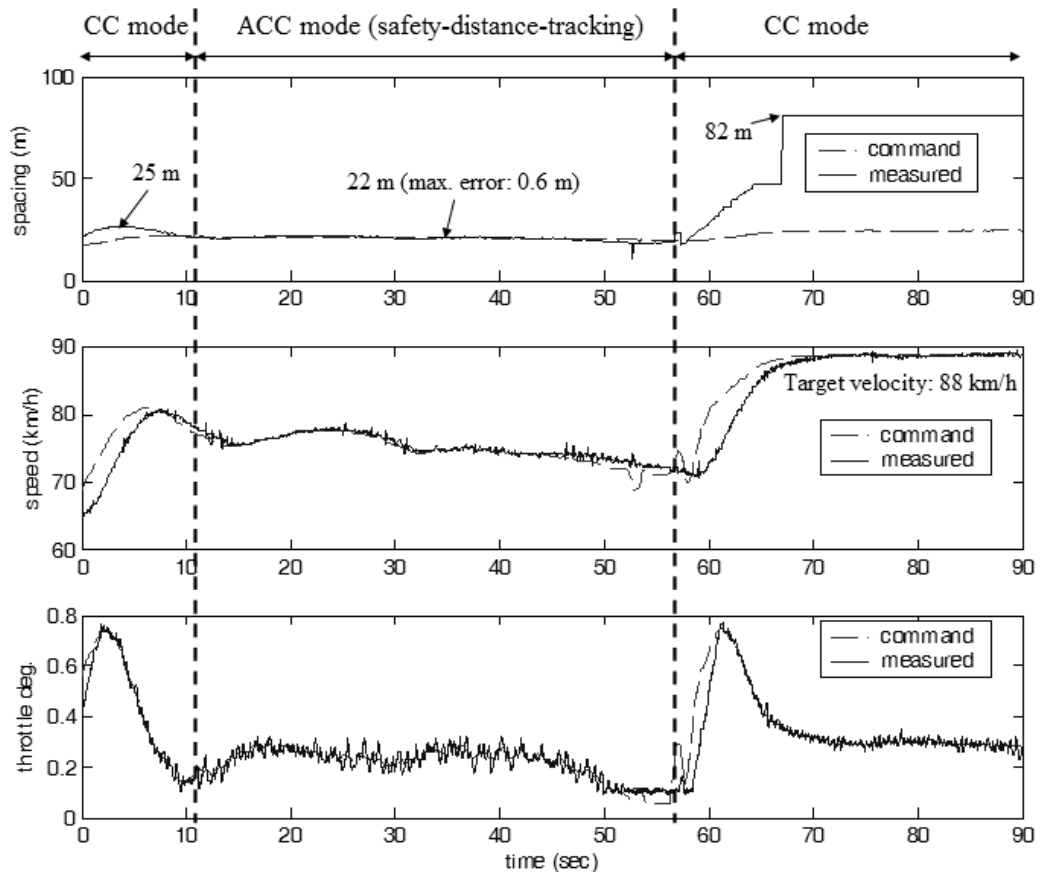 CC mode
ACC mode (safety-distance-tracking)
CC mode
100
50
0
spacing (m)
25 m
22 m (max. error: 0.6 m)
82 m
command
measured
0 10 20 30 40 50 60 70 80 90
90
80
70
60
speed (km/h)
Target velocity: 88 km/h
command
measured
0 10 20 30 40 50 60 70 80 90
0.8
0.6
0.4
0.2
0
throttle deg.
command
measured
0 10 20 30 40 50 60 70 80 90
time (sec)